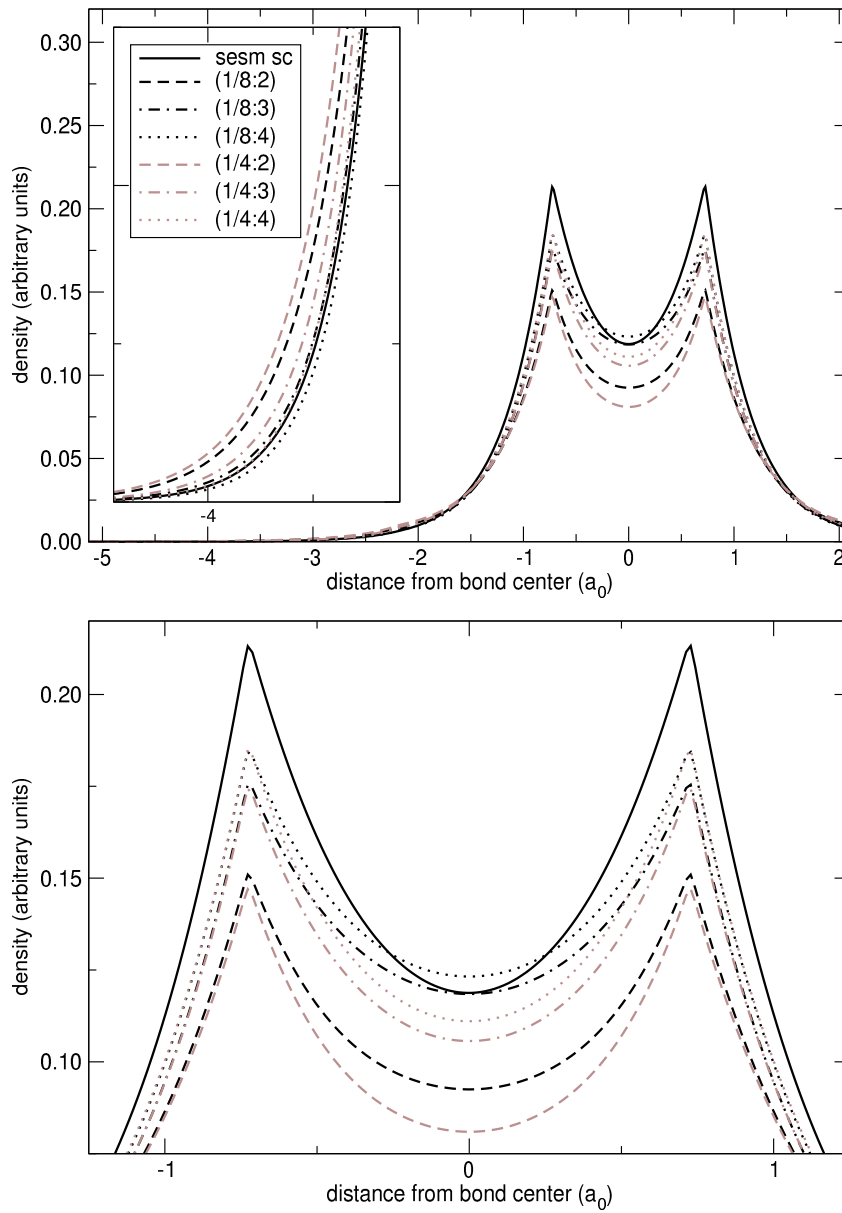 0.30
0.25
0.20
0.15
0.10
0.05
0.00
density (arbitrary units)
sesm sc
(1/8:2)
(1/8:3)
(1/8:4)
(1/4:2)
(1/4:3)
(1/4:4)
-4
-5 -4 -3 -2 -1 0 1 2
distance from bond center (a0)
0.20
0.15
0.10
density (arbitrary units)
-1 0 1
distance from bond center (a0)